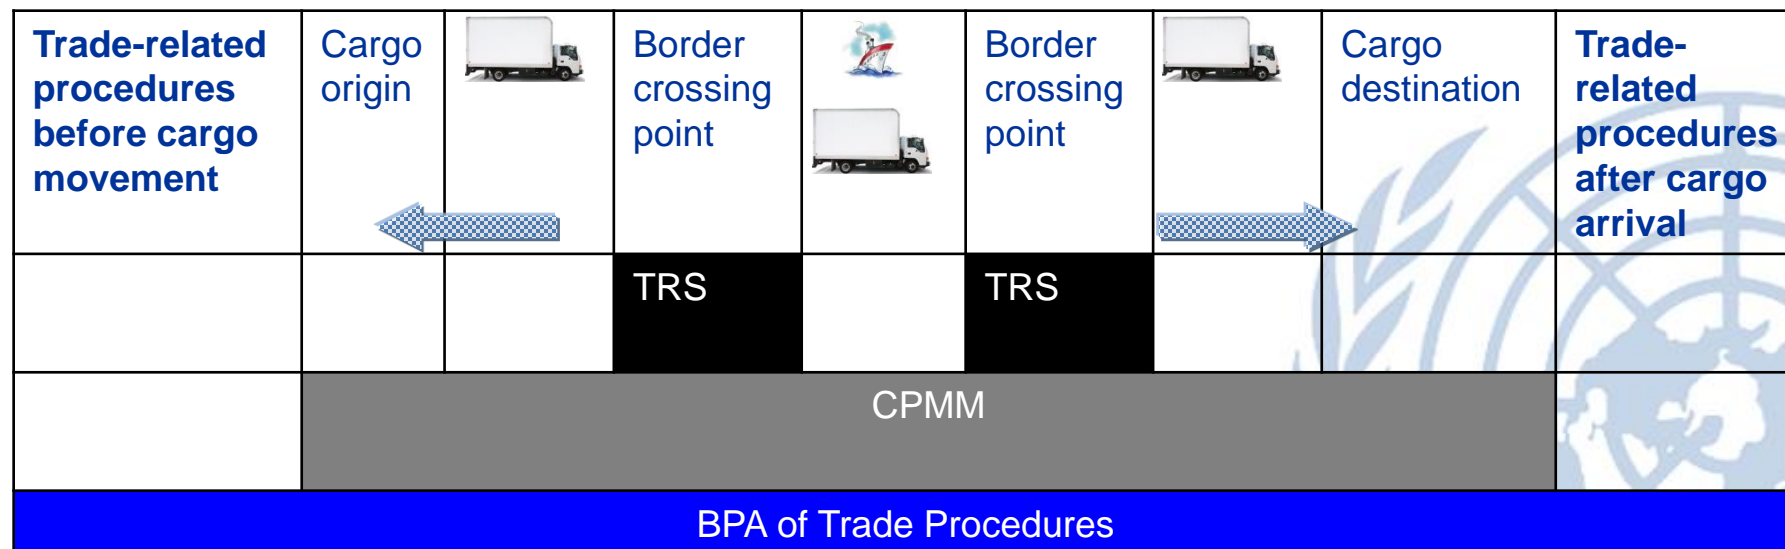 Trade-related
procedures
before cargo
movement
Cargo
origin
Border
crossing
point
Border
crossing
point
Cargo
destination
Trade-
related
procedures
after cargo
arrival
TRS
TRS
CPMM
BPA of Trade Procedures